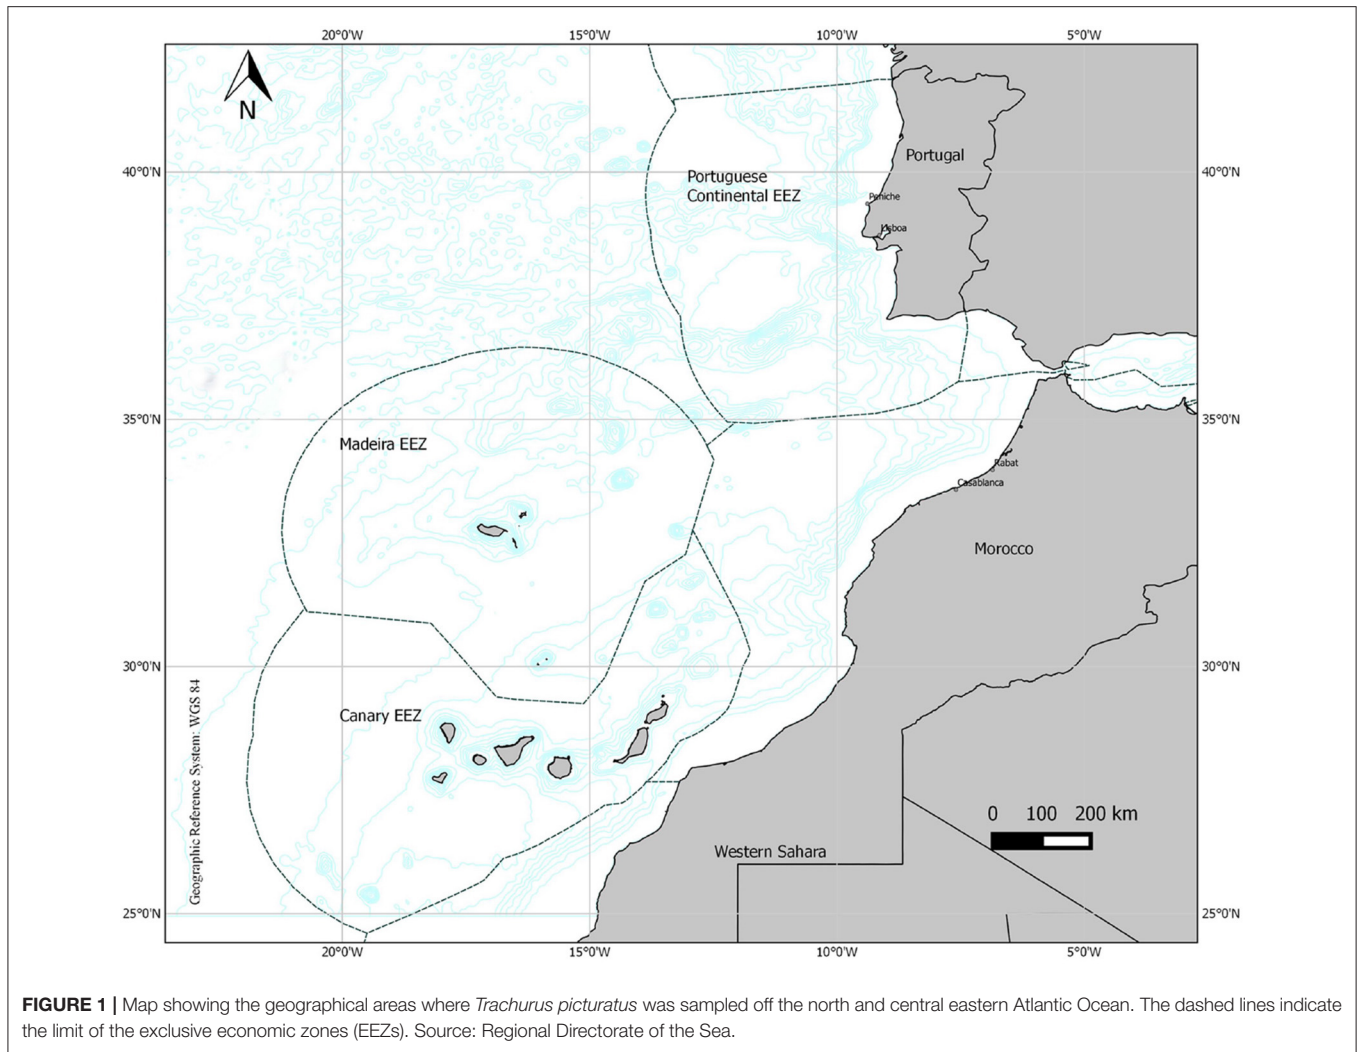 20°0'W 15°0'W 10°0'W 5°0'W
N
40°0'N
Portugal
40°0'N
Portuguese
Continental EEZ
Peniche
Lisboa
35°0'N
35°0'N
Madeira EEZ
Rabat
Casablanca
Morocco
30°0'N
30°0'N
Canary EEZ
Geographic Reference System: WGS 84
0 100 200 km
Western Sahara
25°0'N
25°0'N
20°0'W 15°0'W 10°0'W 5°0'W
FIGURE 1 | Map showing the geographical areas where Trachurus picturatus was sampled off the north and central eastern Atlantic Ocean. The dashed lines indicate
the limit of the exclusive economic zones (EEZs). Source: Regional Directorate of the Sea.